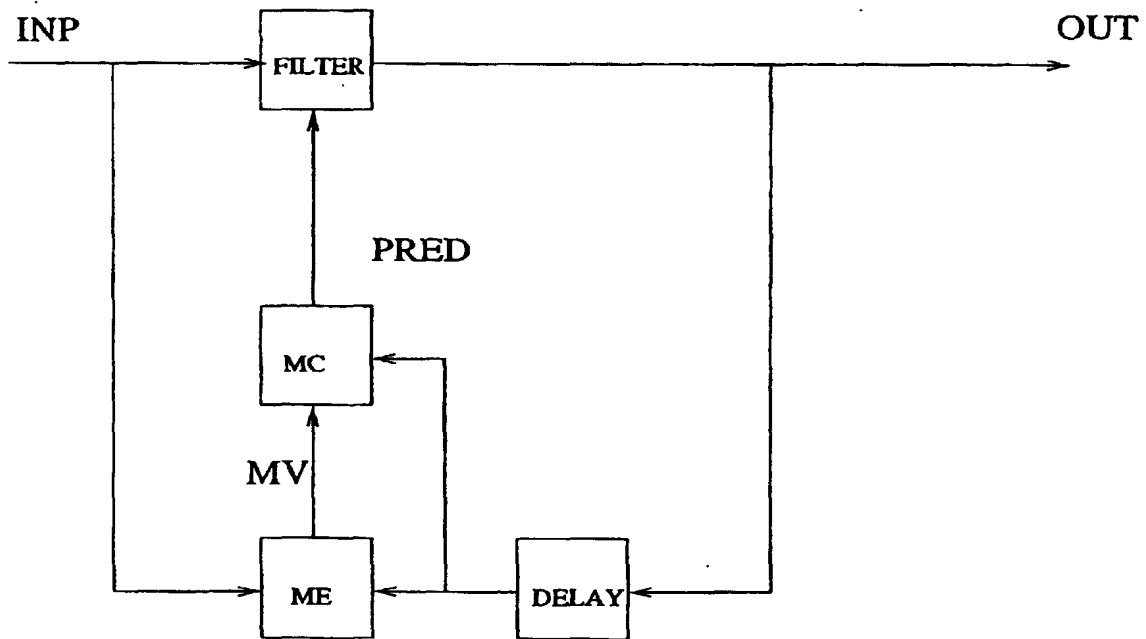 INP
OUT
FILTER
PRED
MC
MV
ME
DELAY